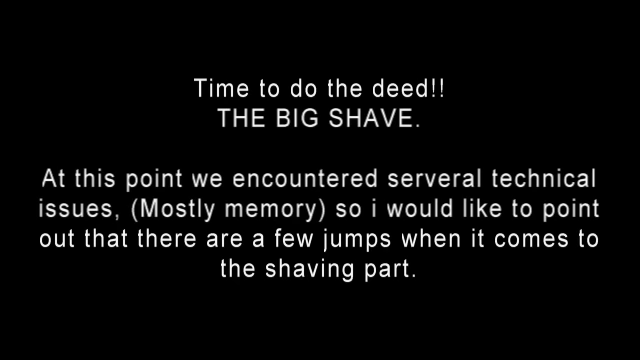 Time to do the deed!!
THE BIG SHAVE.
At this point we encountered serveral technical
issues, (Mostly memory) so i would like to point
out that there are a few jumps when it comes to
the shaving part.